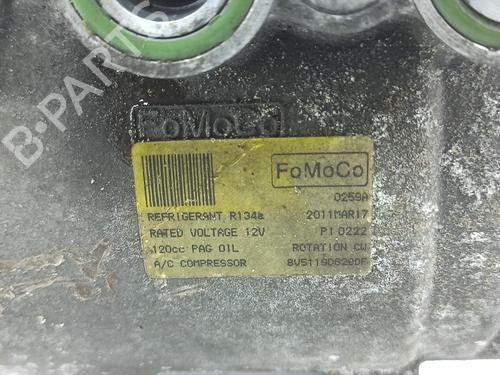 B-PARTS
FoMoCo
FoMoCo
0259A
REFRIGERANT R134a 2011MAR17
RATED VOLTAGE 12V P1 0222
120cc PAG OIL ROTATION CW
A/C COMPRESSOR 8V5119D629DF